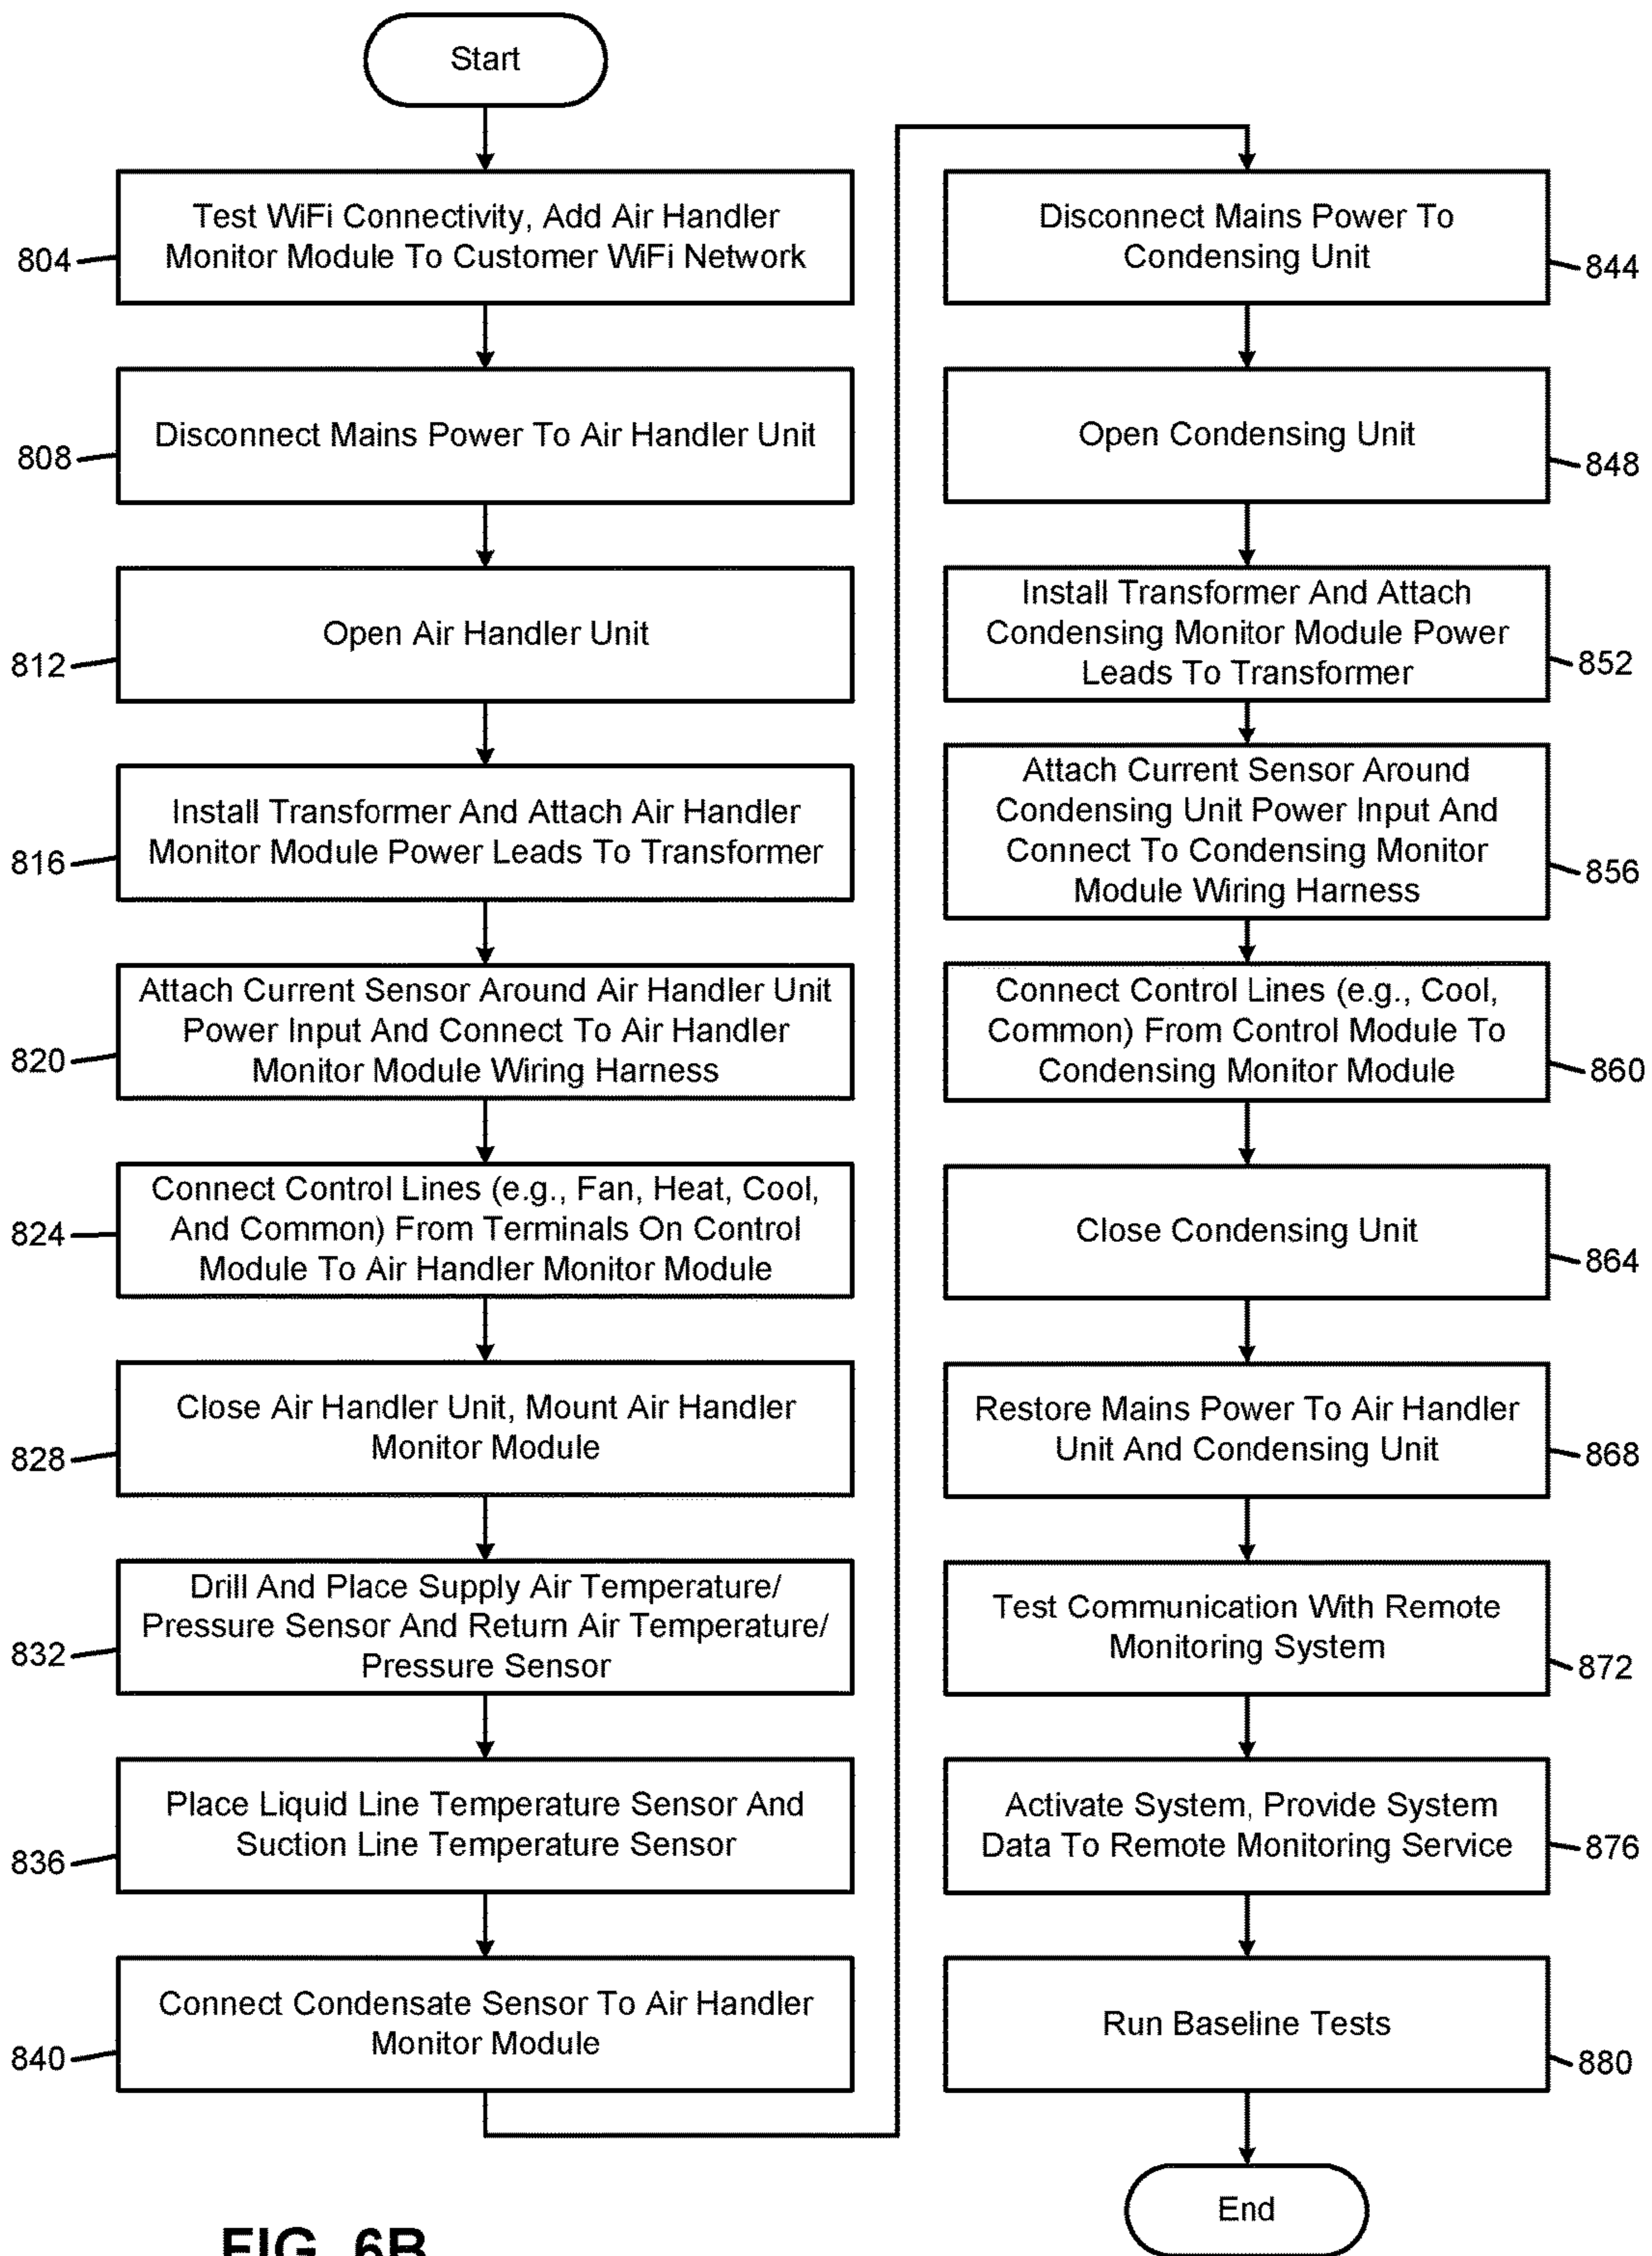 Start
804
Test WiFi Connectivity, Add Air Handler
Monitor Module To Customer WiFi Network
808
Disconnect Mains Power To Air Handler Unit
812
Open Air Handler Unit
816
Install Transformer And Attach Air Handler
Monitor Module Power Leads To Transformer
820
Attach Current Sensor Around Air Handler Unit
Power Input And Connect To Air Handler
Monitor Module Wiring Harness
824
Connect Control Lines (e.g., Fan, Heat, Cool,
And Common) From Terminals On Control
Module To Air Handler Monitor Module
828
Close Air Handler Unit, Mount Air Handler
Monitor Module
832
Drill And Place Supply Air Temperature/
Pressure Sensor And Return Air Temperature/
Pressure Sensor
836
Place Liquid Line Temperature Sensor And
Suction Line Temperature Sensor
840
Connect Condensate Sensor To Air Handler
Monitor Module
Disconnect Mains Power To
Condensing Unit
844
Open Condensing Unit
848
Install Transformer And Attach
Condensing Monitor Module Power
Leads To Transformer
852
Attach Current Sensor Around
Condensing Unit Power Input And
Connect To Condensing Monitor
Module Wiring Harness
856
Connect Control Lines (e.g., Cool,
Common) From Control Module To
Condensing Monitor Module
860
Close Condensing Unit
864
Restore Mains Power To Air Handler
Unit And Condensing Unit
868
Test Communication With Remote
Monitoring System
872
Activate System, Provide System
Data To Remote Monitoring Service
876
Run Baseline Tests
880
End
FIG. 6B